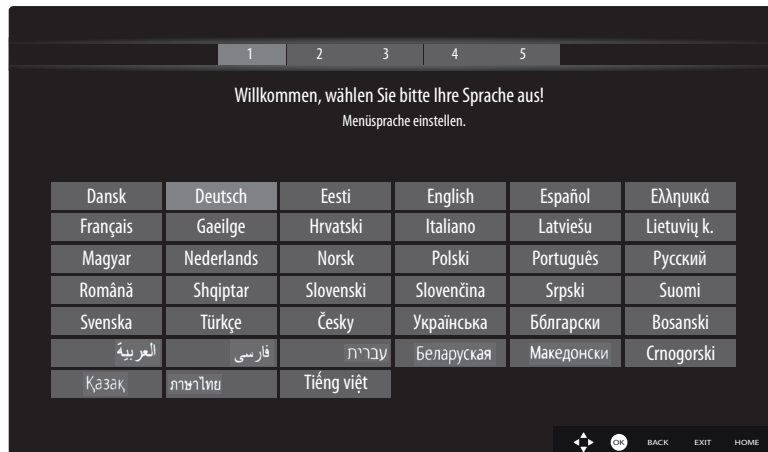 1 2 3 4 5
Willkommen, wählen Sie bitte Ihre Sprache aus!
Menüsprache einstellen.
Dansk Deutsch Eesti English Español Ελληυικά
Français Gaeilge Hrvatski Italiano Latviešu Lietuvių k.
Magyar Nederlands Norsk Polski Português Русский
Română Shqiptar Slovenski Slovenčina Srpski Suomi
Svenska Türkçe Česky Українська Бблгарски Bosanski
العربية فارسی עברית Беларуская Македонски Crnogorski
Қазақ ภาษาไทย Tiếng việt
OK BACK EXIT HOME